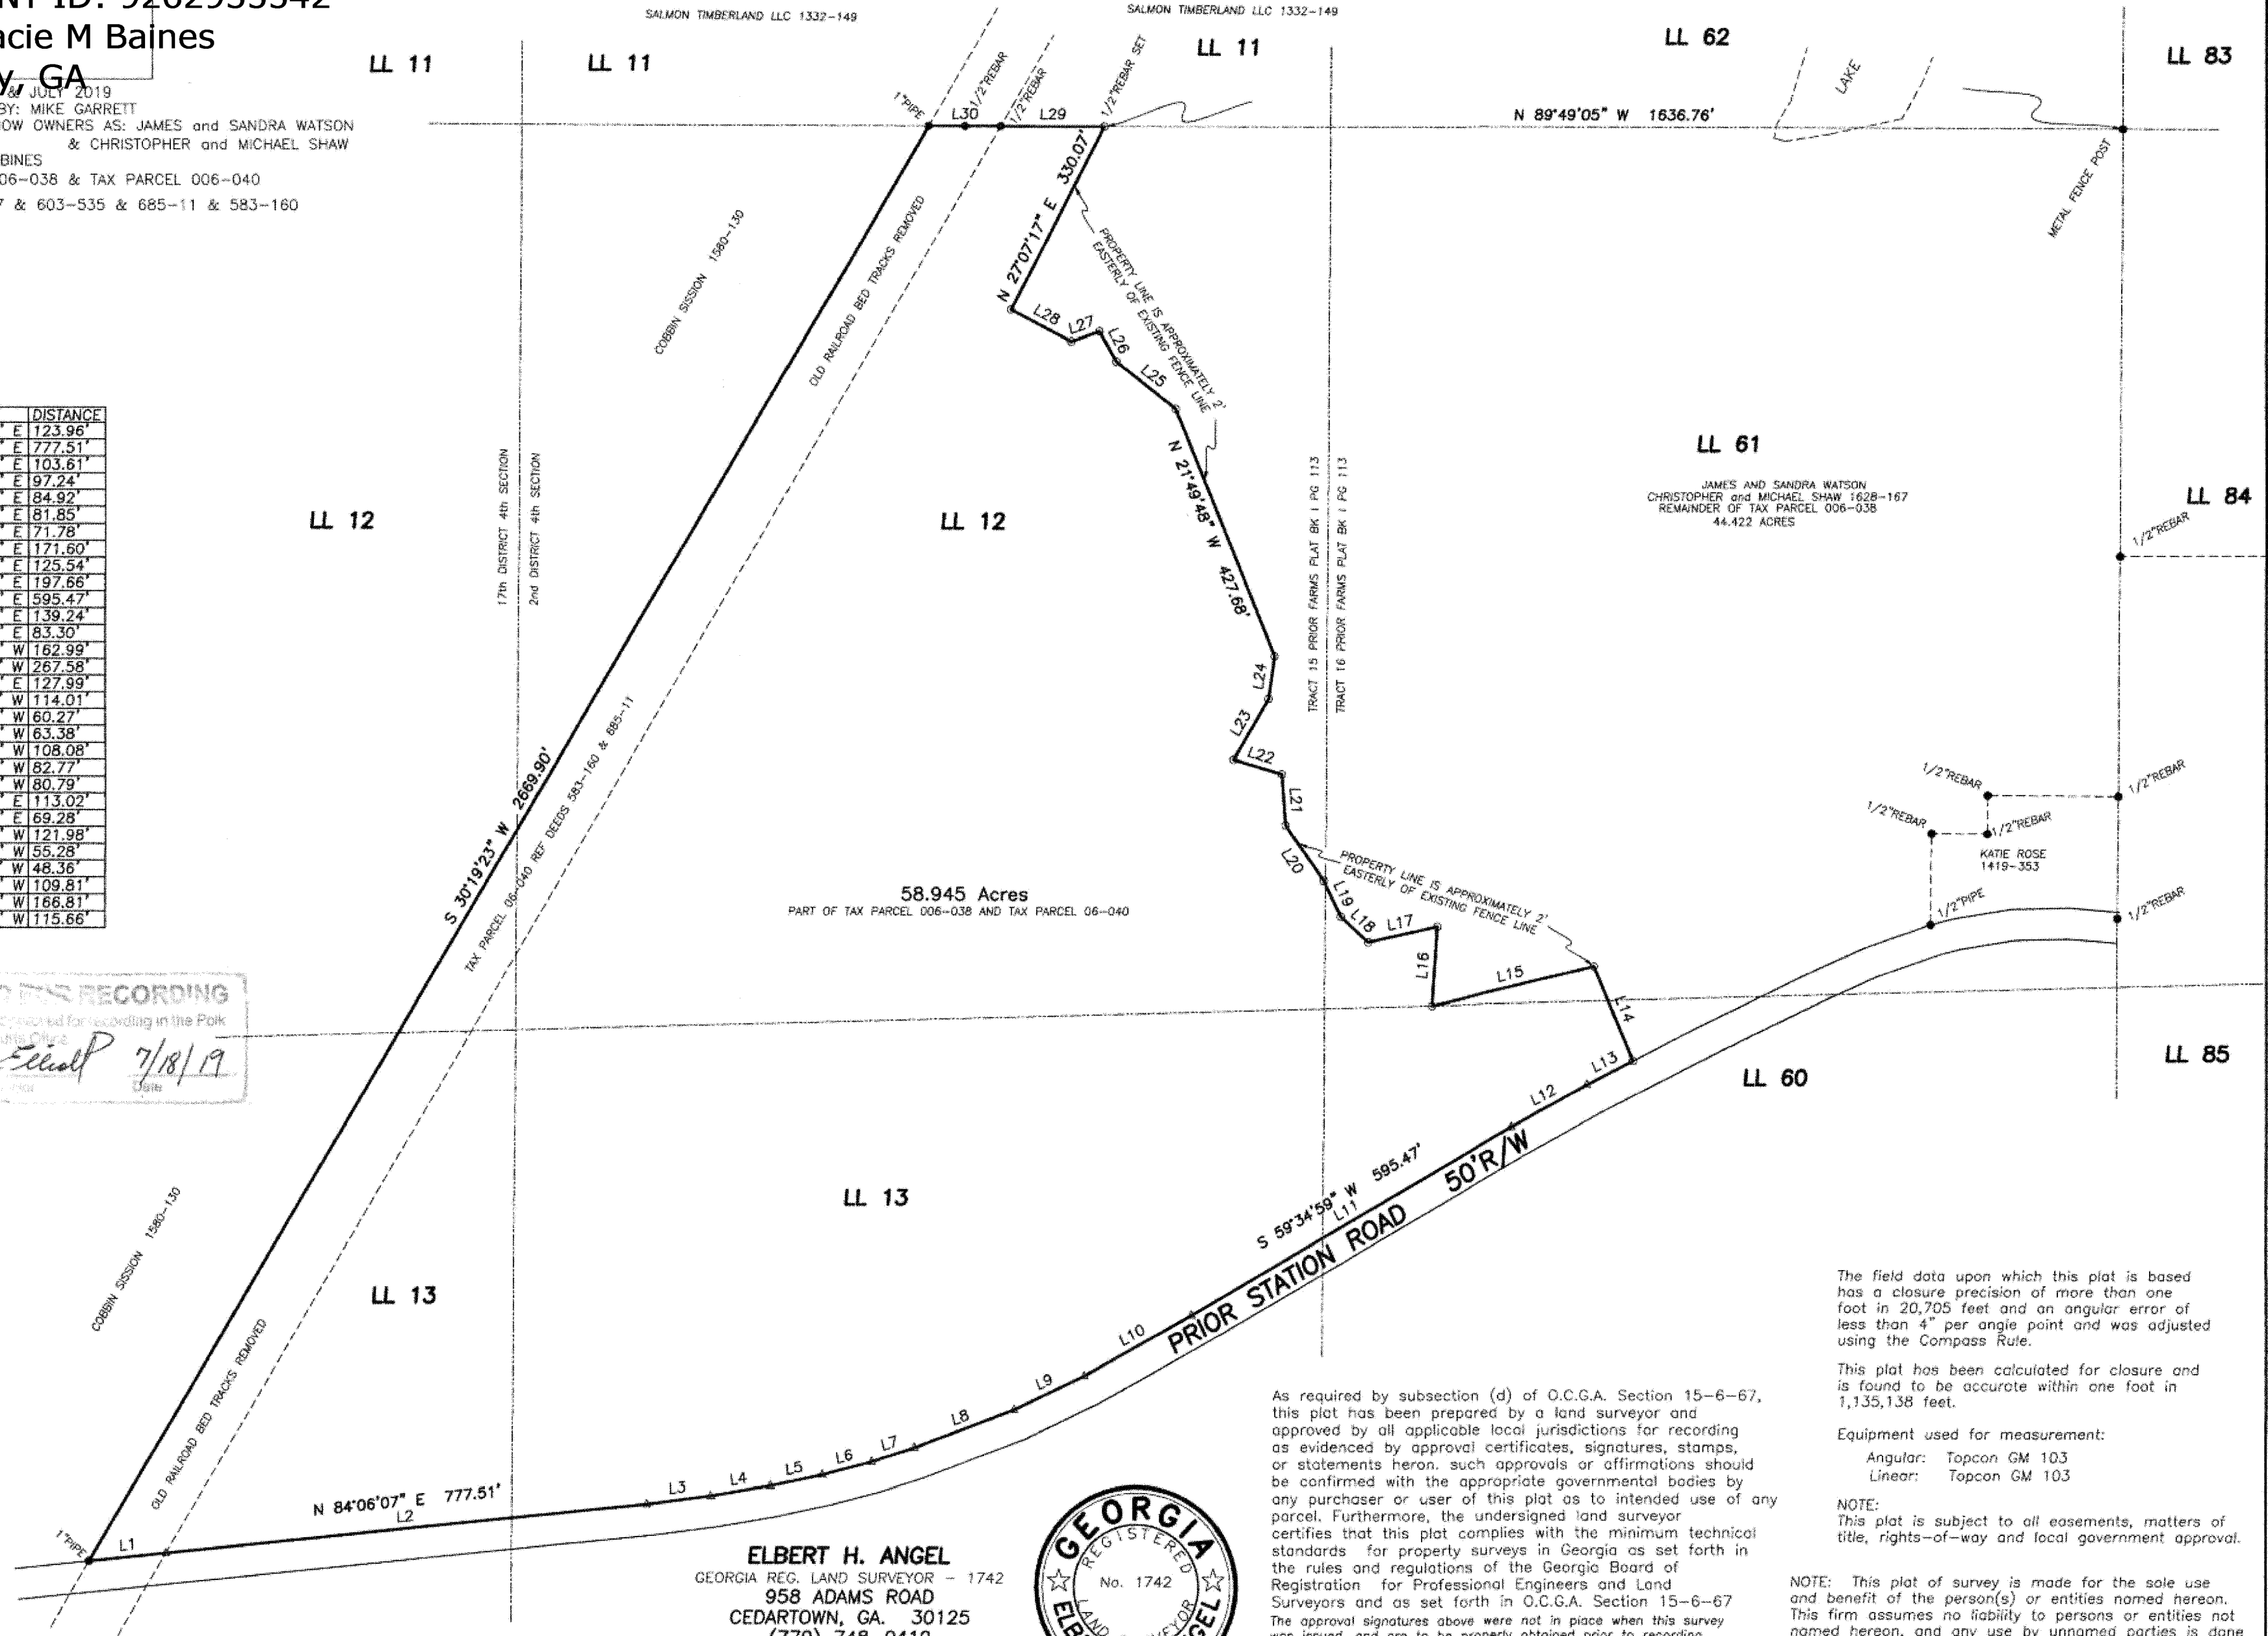 NT ID: 9262935342
acie M Baines
y, GA
& JULY 2019
BY: MIKE GARRETT
OW OWNERS AS: JAMES and SANDRA WATSON
& CHRISTOPHER and MICHAEL SHAW
BINES
06-038 & TAX PARCEL 006-040
7 & 603-535 & 685-11 & 583-160
SALMON TIMBERLAND LLC 1332-149
SALMON TIMBERLAND LLC 1332-149
LL 11
LL 11
LL 11
LL 62
LL 83
LAKE
1"PIPE
L30
1/2"REBAR
1/2"REBAR
L29
1/2"REBAR SET
N 89°49'05" W 1636.76'
METAL FENCE POST
N 27°07'17" E 330.07'
PROPERTY LINE IS APPROXIMATELY 2'
EASTERLY OF EXISTING FENCE LINE
COBBIN SISSION 1580-130
OLD RAILROAD BED TRACKS REMOVED
L28
L27
L26
L25
N 21°49'48" W 427.68'
DISTANCE
' E 123.96'
' E 777.51'
' E 103.61'
' E 97.24'
' E 84.92'
' E 81.85'
' E 71.78'
' E 171.60'
' E 125.54'
' E 197.66'
' E 595.47'
' E 139.24'
' E 83.30'
' W 162.99'
' W 267.58'
' E 127.99'
' W 114.01'
' W 60.27'
' W 63.38'
' W 108.08'
' W 82.77'
' W 80.79'
' E 113.02'
' E 69.28'
' W 121.98'
' W 55.28'
' W 48.36'
' W 109.81'
' W 166.81'
' W 115.66'
17th DISTRICT 4th SECTION
2nd DISTRICT 4th SECTION
LL 12
LL 12
TRACT 15 PRIOR FARMS PLAT BK 1 PG 113
TRACT 16 PRIOR FARMS PLAT BK 1 PG 113
LL 61
JAMES AND SANDRA WATSON
CHRISTOPHER and MICHAEL SHAW 1628-167
REMAINDER OF TAX PARCEL 006-038
44.422 ACRES
LL 84
1/2"REBAR
L24
L23
L22
L21
L20
L19
L18
L17
L16
L15
L14
L13
L12
PROPERTY LINE IS APPROXIMATELY 2'
EASTERLY OF EXISTING FENCE LINE
S 30°19'23" W 2669.90'
TAX PARCEL 06-040 REF DEEDS 583-160 & 685-11
58.945 Acres
PART OF TAX PARCEL 006-038 AND TAX PARCEL 06-040
1/2"REBAR
1/2"REBAR
1/2"REBAR
1/2"REBAR
KATIE ROSE
1419-353
1/2"PIPE
1/2"REBAR
RECORDING
for recording in the Polk
7/18/19
Date
LL 85
LL 60
LL 13
LL 13
COBBIN SISSION 1580-130
OLD RAILROAD BED TRACKS REMOVED
S 59°34'59" W 595.47'
L11
PRIOR STATION ROAD 50'R/W
L10
L9
L8
L7
L6
L5
L4
L3
N 84°06'07" E 777.51'
L2
L1
1"PIPE
ELBERT H. ANGEL
GEORGIA REG. LAND SURVEYOR - 1742
958 ADAMS ROAD
CEDARTOWN, GA. 30125
GEORGIA
REGISTERED
No. 1742
LAND SURVEYOR
As required by subsection (d) of O.C.G.A. Section 15-6-67,
this plat has been prepared by a land surveyor and
approved by all applicable local jurisdictions for recording
as evidenced by approval certificates, signatures, stamps,
or statements heron. such approvals or affirmations should
be confirmed with the appropriate governmental bodies by
any purchaser or user of this plat as to intended use of any
parcel. Furthermore, the undersigned land surveyor
certifies that this plat complies with the minimum technical
standards for property surveys in Georgia as set forth in
the rules and regulations of the Georgia Board of
Registration for Professional Engineers and Land
Surveyors and as set forth in O.C.G.A. Section 15-6-67
The approval signatures above were not in place when this survey
was issued, and are to be properly obtained prior to recording
The field data upon which this plat is based
has a closure precision of more than one
foot in 20,705 feet and an angular error of
less than 4" per angle point and was adjusted
using the Compass Rule.
This plat has been calculated for closure and
is found to be accurate within one foot in
1,135,138 feet.
Equipment used for measurement:
Angular: Topcon GM 103
Linear: Topcon GM 103
NOTE:
This plat is subject to all easements, matters of
title, rights-of-way and local government approval.
NOTE: This plat of survey is made for the sole use
and benefit of the person(s) or entities named hereon.
This firm assumes no liability to persons or entities not
named hereon, and any use by unnamed parties is done